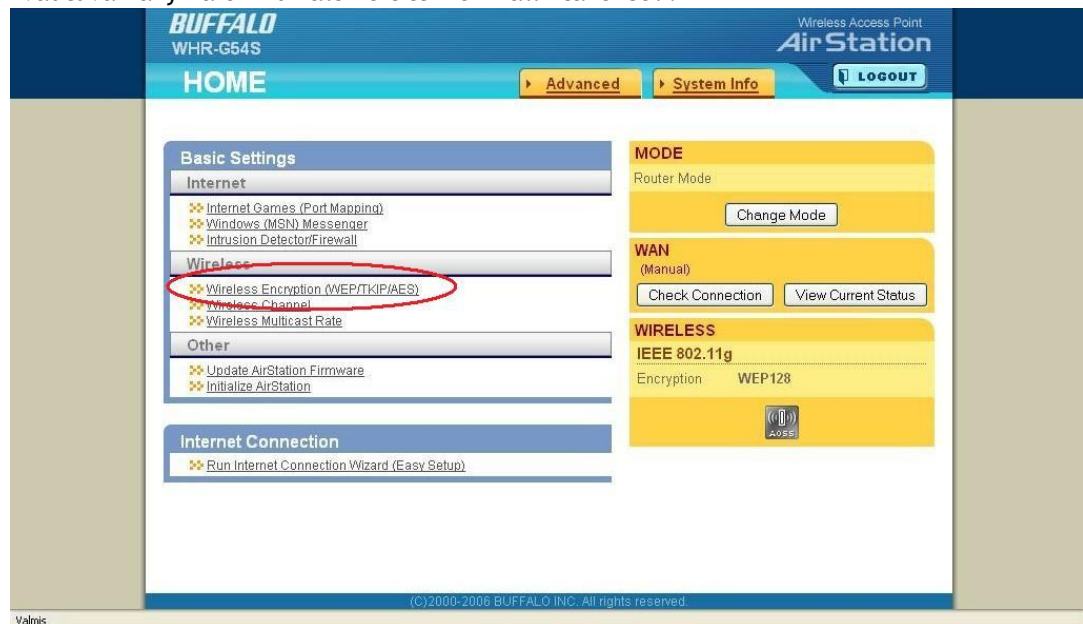 BUFFALO
WHR-G54S
Wireless Access Point
AirStation
HOME
Advanced
System Info
LOGOUT
Basic Settings
Internet
Internet Games (Port Mapping)
Windows (MSN) Messenger
Intrusion Detector/Firewall
Wireless
Wireless Encryption (WEP/TKIP/AES)
Wireless Channel
Wireless Multicast Rate
Other
Update AirStation Firmware
Initialize AirStation
Internet Connection
Run Internet Connection Wizard (Easy Setup)
MODE
Router Mode
Change Mode
WAN
(Manual)
Check Connection
View Current Status
WIRELESS
IEEE 802.11g
Encryption WEP128
AOSS
(C)2000-2006 BUFFALO INC. All rights reserved.
Valmis